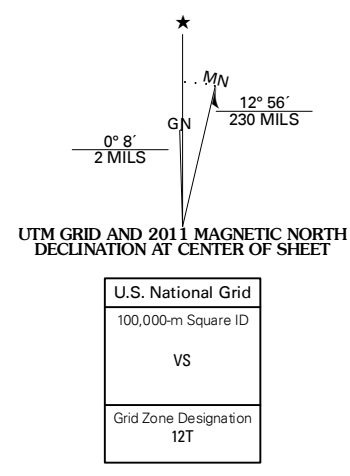 ★
MN
GN
12° 56´
230 MILS
0° 8´
2 MILS
UTM GRID AND 2011 MAGNETIC NORTH
DECLINATION AT CENTER OF SHEET
U.S. National Grid
100,000-m Square ID
VS
Grid Zone Designation
12T